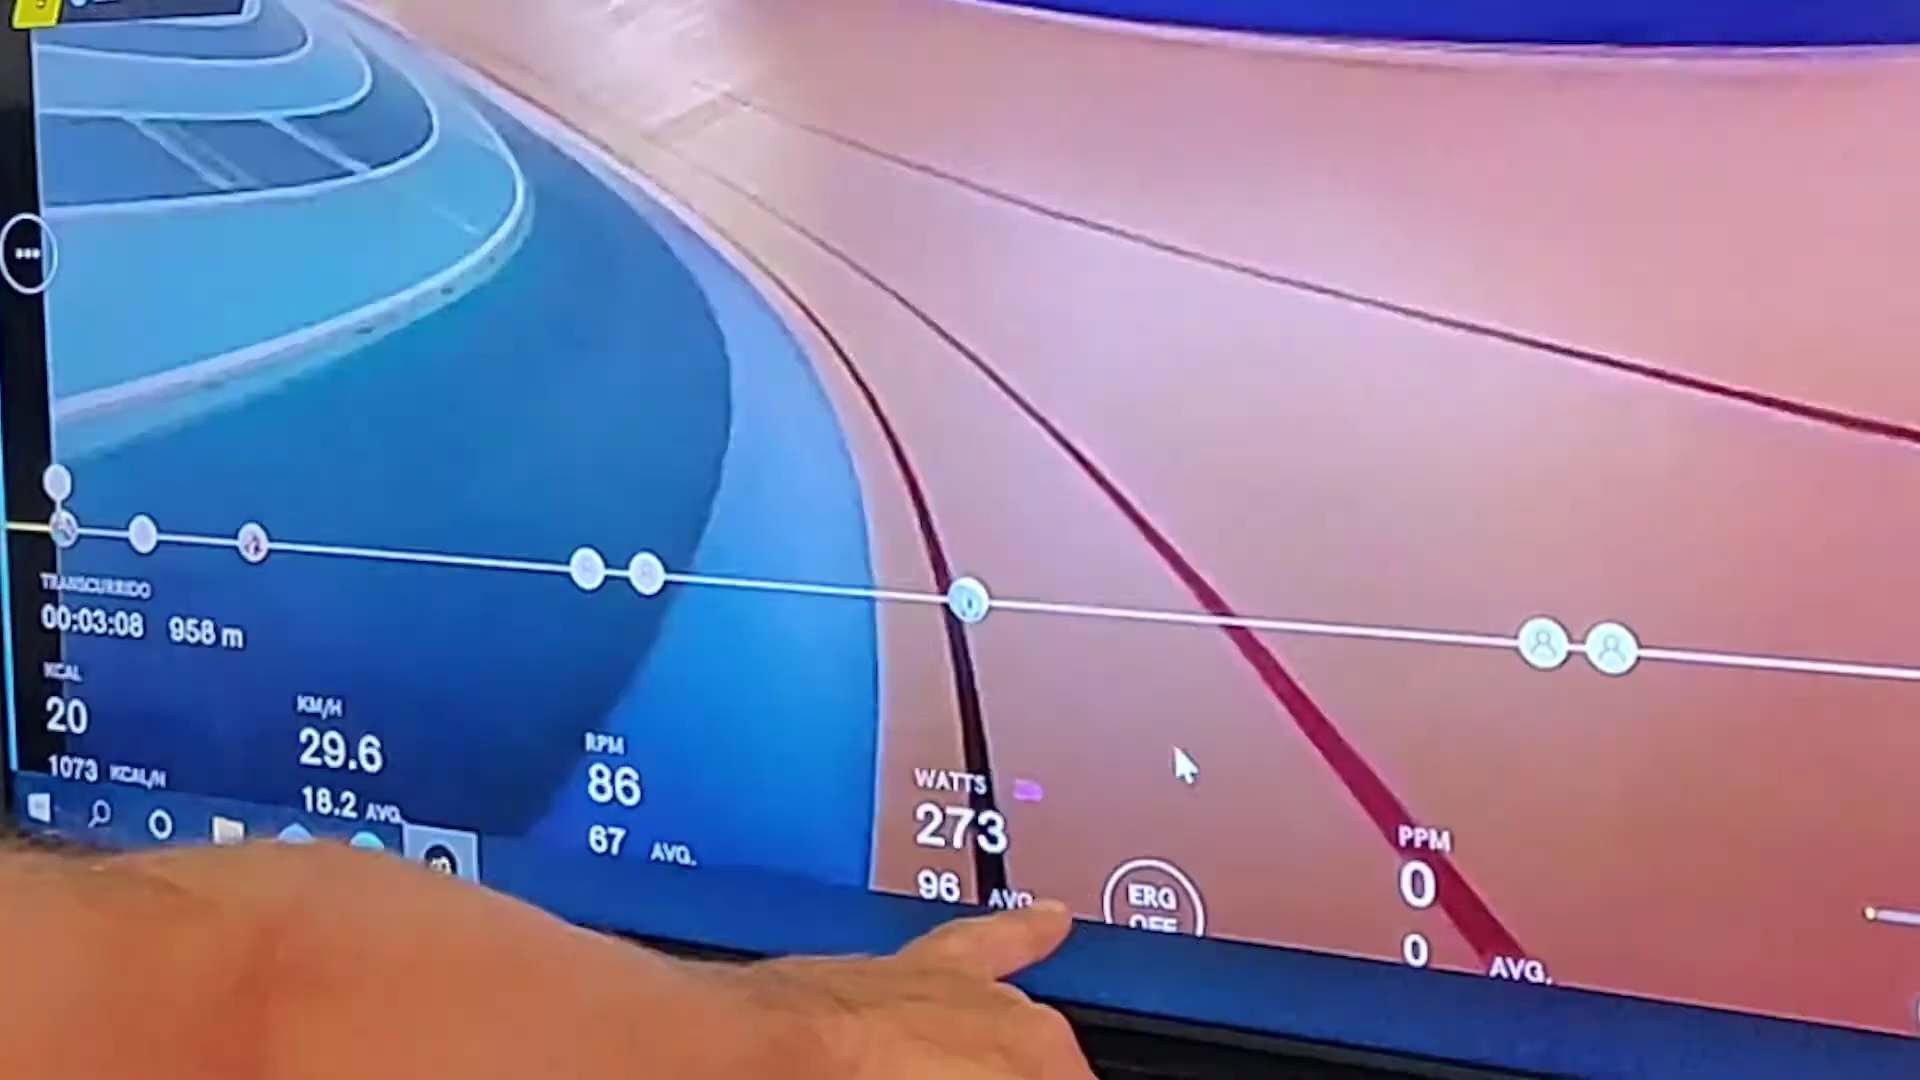 TRANSCURRIDO
00:03:08 958 m
KCAL
20
1073 KCAL/H
KM/H
29.6
18.2 AVG.
RPM
86
67 AVG.
WATTS
273
96 AVG.
ERG
OFF
PPM
0
0 AVG.